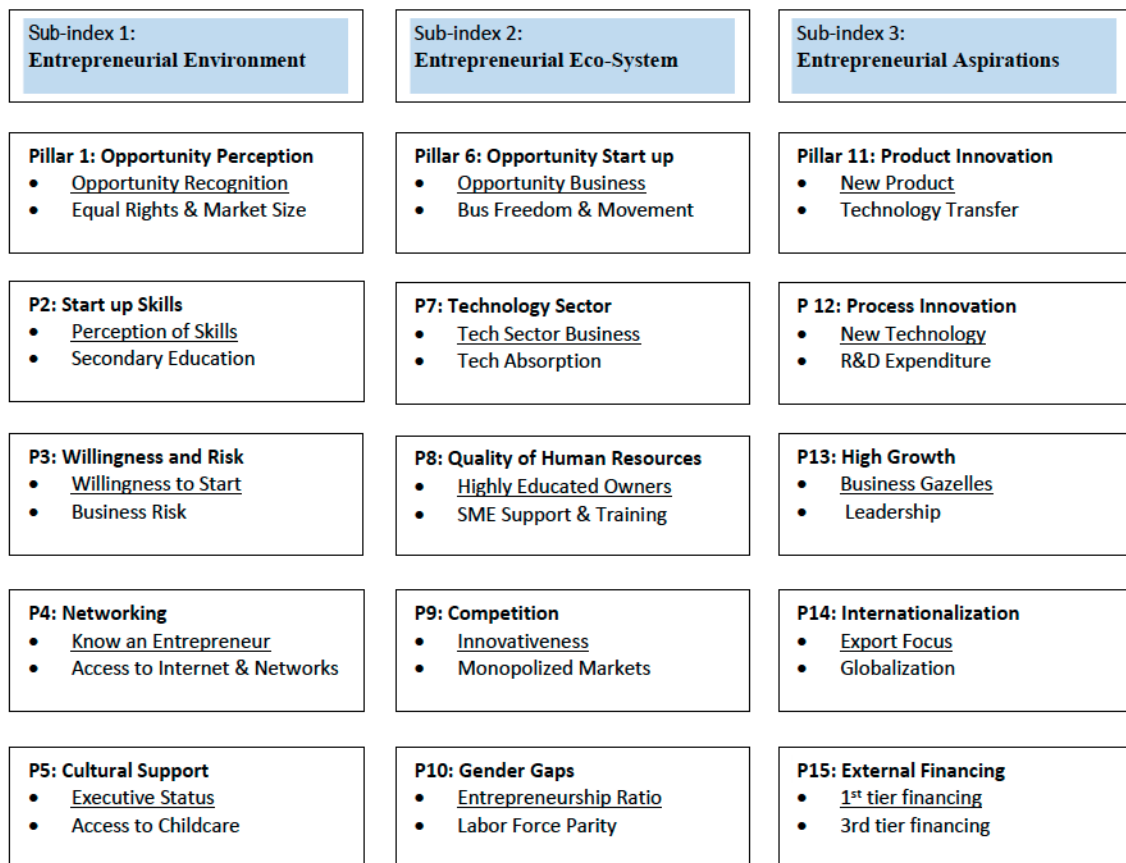 Sub-index 1:
Entrepreneurial Environment
Pillar 1: Opportunity Perception
• Opportunity Recognition
• Equal Rights & Market Size
P2: Start up Skills
• Perception of Skills
• Secondary Education
P3: Willingness and Risk
• Willingness to Start
• Business Risk
P4: Networking
• Know an Entrepreneur
• Access to Internet & Networks
P5: Cultural Support
• Executive Status
• Access to Childcare
Sub-index 2:
Entrepreneurial Eco-System
Pillar 6: Opportunity Start up
• Opportunity Business
• Bus Freedom & Movement
P7: Technology Sector
• Tech Sector Business
• Tech Absorption
P8: Quality of Human Resources
• Highly Educated Owners
• SME Support & Training
P9: Competition
• Innovativeness
• Monopolized Markets
P10: Gender Gaps
• Entrepreneurship Ratio
• Labor Force Parity
Sub-index 3:
Entrepreneurial Aspirations
Pillar 11: Product Innovation
• New Product
• Technology Transfer
P 12: Process Innovation
• New Technology
• R&D Expenditure
P13: High Growth
• Business Gazelles
• Leadership
P14: Internationalization
• Export Focus
• Globalization
P15: External Financing
• 1st tier financing
• 3rd tier financing